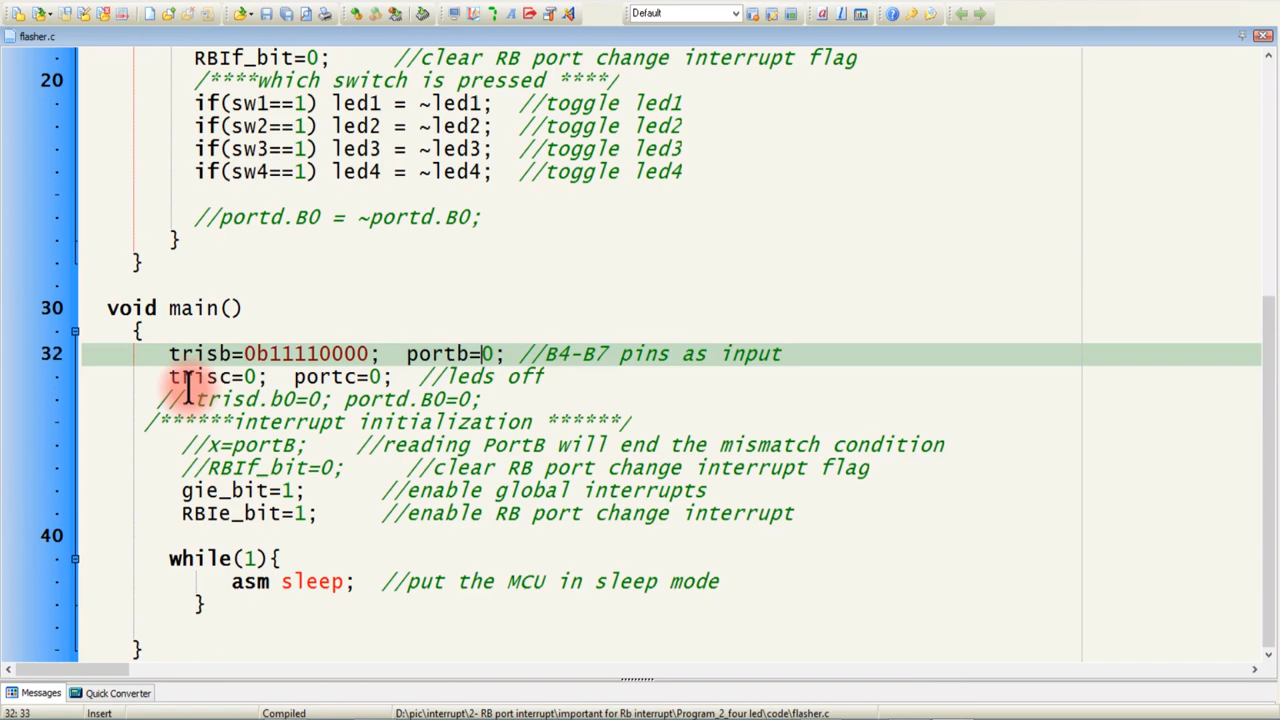 Default
flasher.c
RBIf_bit=0; //clear RB port change interrupt flag
20 /****which switch is pressed ****/
if(sw1==1) led1 = ~led1; //toggle led1
if(sw2==1) led2 = ~led2; //toggle led2
if(sw3==1) led3 = ~led3; //toggle led3
if(sw4==1) led4 = ~led4; //toggle led4
//portd.B0 = ~portd.B0;
}
}
30 void main()
{
32 trisb=0b11110000; portb=0; //B4-B7 pins as input
trisc=0; portc=0; //leds off
//trisd.b0=0; portd.B0=0;
/******interrupt initialization ******/
//x=portB; //reading PortB will end the mismatch condition
//RBIf_bit=0; //clear RB port change interrupt flag
gie_bit=1; //enable global interrupts
RBIe_bit=1; //enable RB port change interrupt
40
while(1){
asm sleep; //put the MCU in sleep mode
}
}
Messages Quick Converter
32: 33 Insert Compiled D:\pic\interrupt\2- RB port interrupt\important for Rb interrupt\Program_2_four led\code\flasher.c